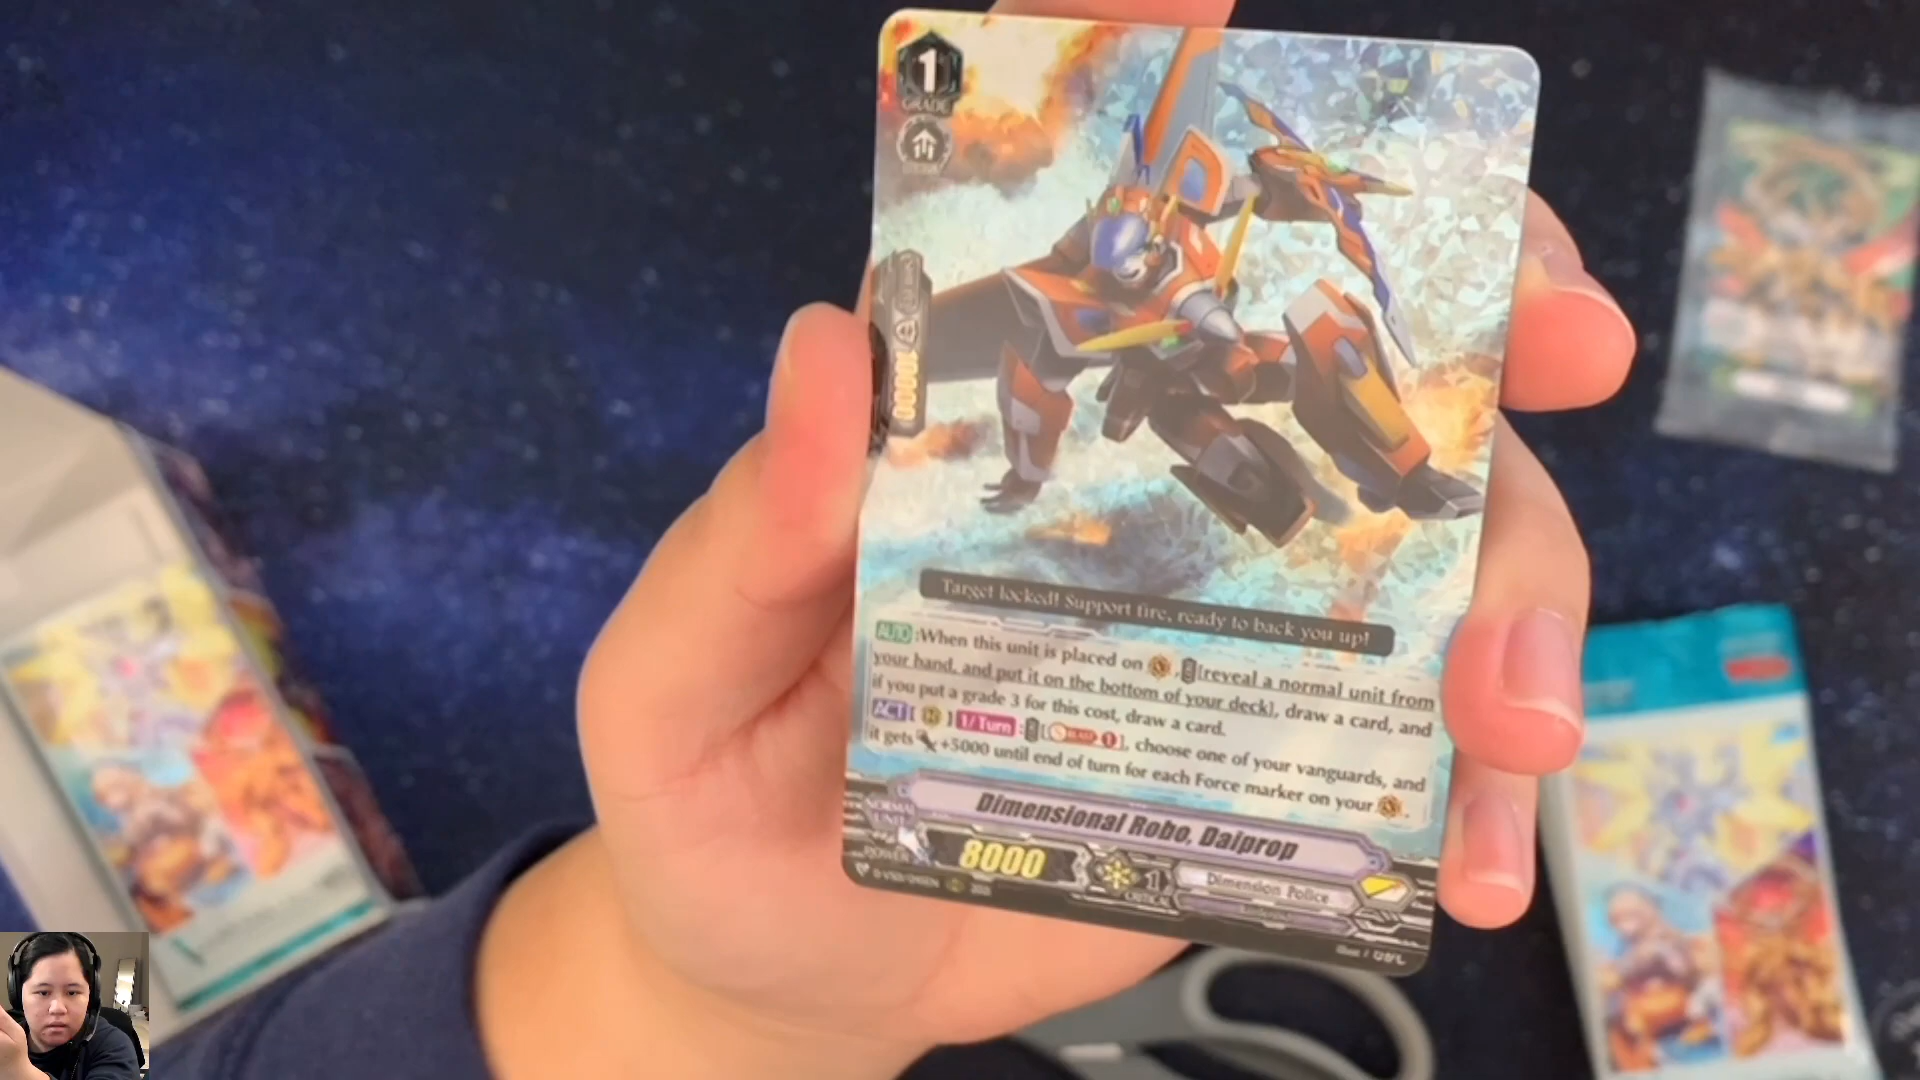 1
GRADE
10000
Target locked! Support fire, ready to back you up!
AUTO :When this unit is placed on , [reveal a normal unit from
your hand, and put it on the bottom of your deck], draw a card, and
if you put a grade 3 for this cost, draw a card.
ACT [ ] 1/Turn : [ BLAST 1 ], choose one of your vanguards, and
it gets +5000 until end of turn for each Force marker on your .
Dimensional Robo, Daiprop
NORMAL
UNIT
POWER
8000
1
CRITICAL
Dimension Police